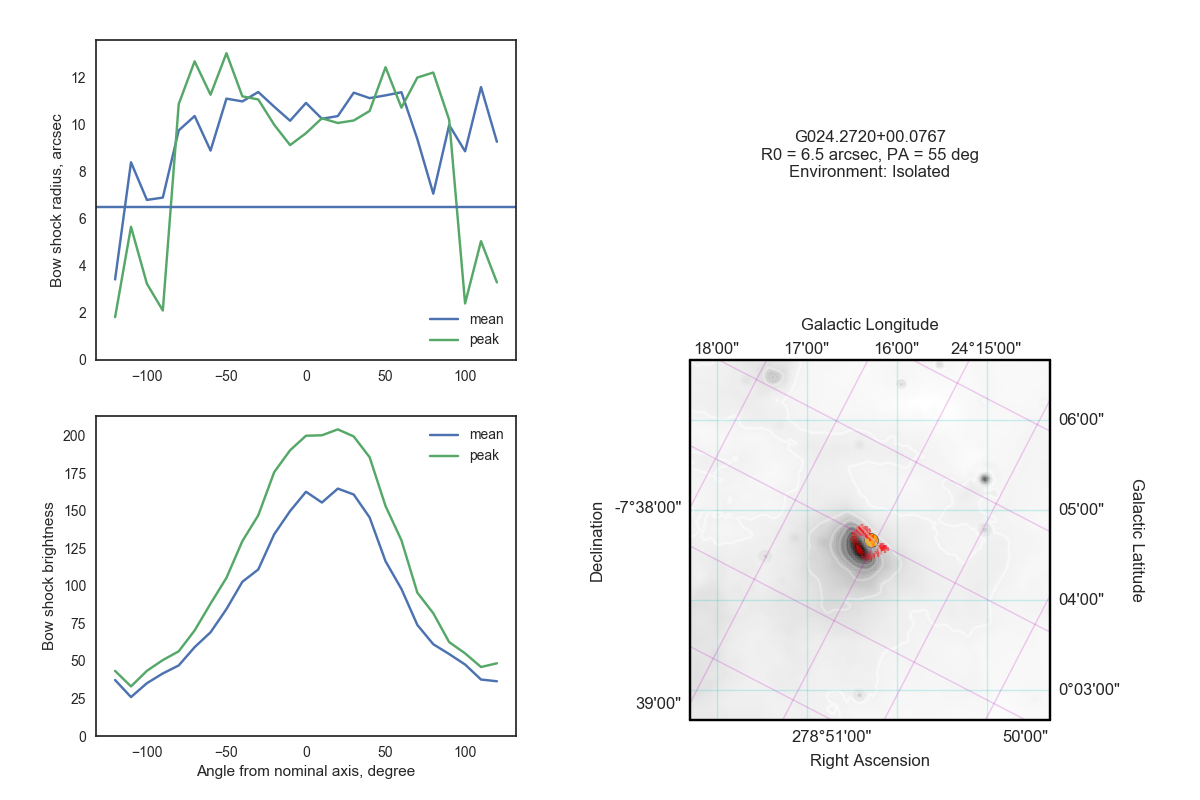 12
10
8
6
4
2
0
Bow shock radius, arcsec
mean
peak
−100
−50
0
50
100
200
175
150
125
100
75
50
25
0
Bow shock brightness
mean
peak
−100
−50
0
50
100
Angle from nominal axis, degree
G024.2720+00.0767
R0 = 6.5 arcsec, PA = 55 deg
Environment: Isolated
Galactic Longitude
18'00"
17'00"
16'00"
24°15'00"
06'00"
05'00"
04'00"
0°03'00"
Galactic Latitude
-7°38'00"
39'00"
Declination
278°51'00"
50'00"
Right Ascension